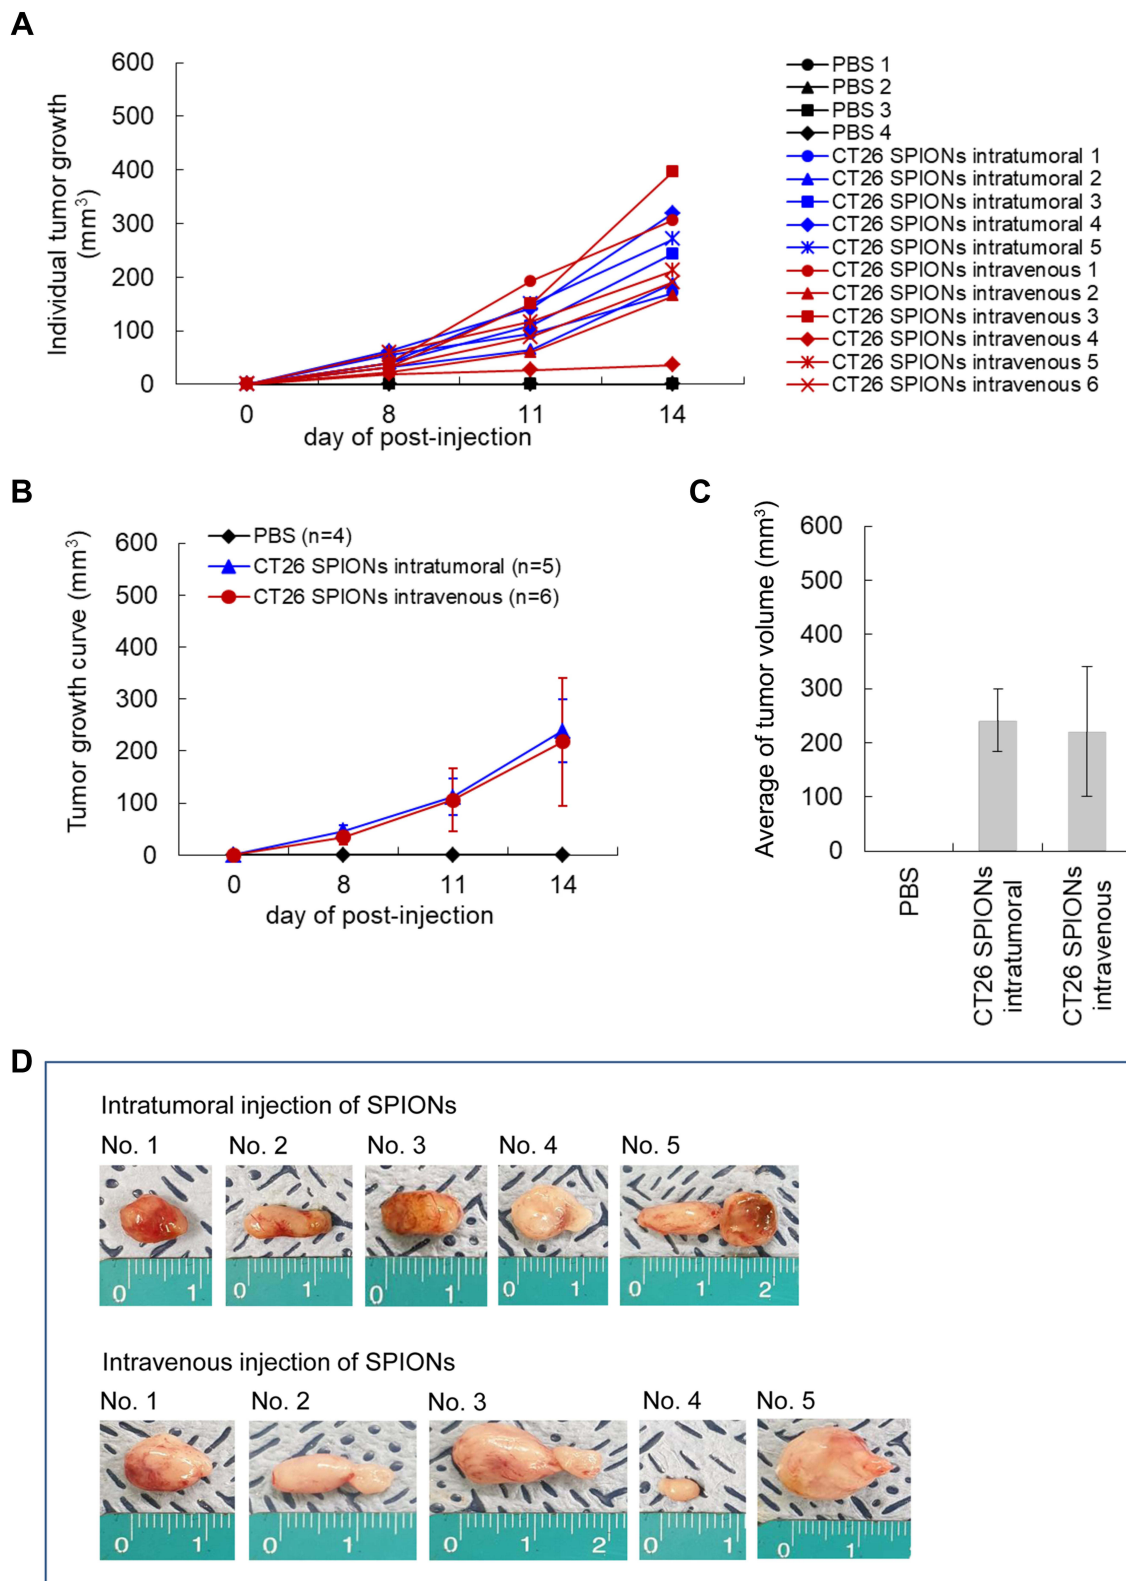 A
600
500
400
300
200
100
0
Individual tumor growth
(mm³)
0 8 11 14
day of post-injection
PBS 1
PBS 2
PBS 3
PBS 4
CT26 SPIONs intratumoral 1
CT26 SPIONs intratumoral 2
CT26 SPIONs intratumoral 3
CT26 SPIONs intratumoral 4
CT26 SPIONs intratumoral 5
CT26 SPIONs intravenous 1
CT26 SPIONs intravenous 2
CT26 SPIONs intravenous 3
CT26 SPIONs intravenous 4
CT26 SPIONs intravenous 5
CT26 SPIONs intravenous 6
B
600
500
400
300
200
100
0
Tumor growth curve (mm³)
PBS (n=4)
CT26 SPIONs intratumoral (n=5)
CT26 SPIONs intravenous (n=6)
0 8 11 14
day of post-injection
C
600
500
400
300
200
100
0
Average of tumor volume (mm³)
PBS
CT26 SPIONs
intratumoral
CT26 SPIONs
intravenous
D
Intratumoral injection of SPIONs
No. 1 No. 2 No. 3 No. 4 No. 5
0 1 0 1 0 1 0 1 0 1 2
Intravenous injection of SPIONs
No. 1 No. 2 No. 3 No. 4 No. 5
0 1 0 1 0 1 2 0 1 0 1